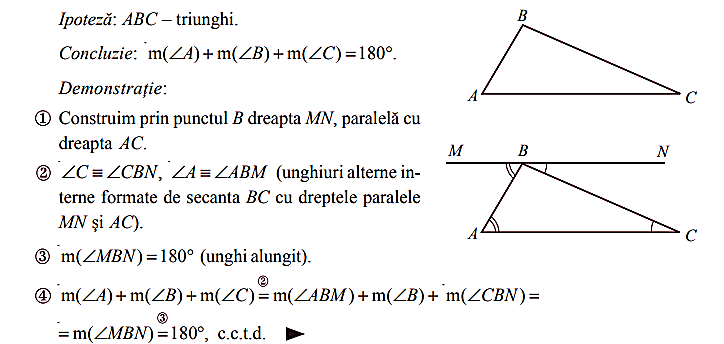 Ipoteză: ABC – triunghi.
Concluzie: m(∠A) + m(∠B) + m(∠C) = 180°.
Demonstrație:
① Construim prin punctul B dreapta MN, paralelă cu
dreapta AC.
② ∠C ≡ ∠CBN, ∠A ≡ ∠ABM (unghiuri alterne in-
terne formate de secanta BC cu dreptele paralele
MN și AC).
③ m(∠MBN) = 180° (unghi alungit).
④ m(∠A) + m(∠B) + m(∠C) =② m(∠ABM) + m(∠B) + m(∠CBN) =
= m(∠MBN) =③ 180°, c.c.t.d. ►
B
A
C
M B N
A
C